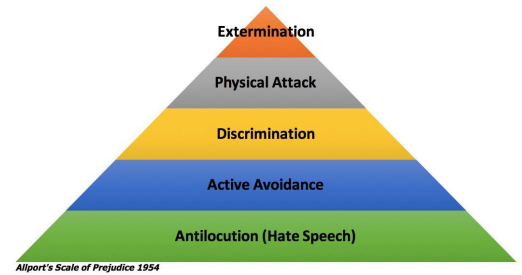 Extermination
Physical Attack
Discrimination
Active Avoidance
Antilocution (Hate Speech)
Allport's Scale of Prejudice 1954